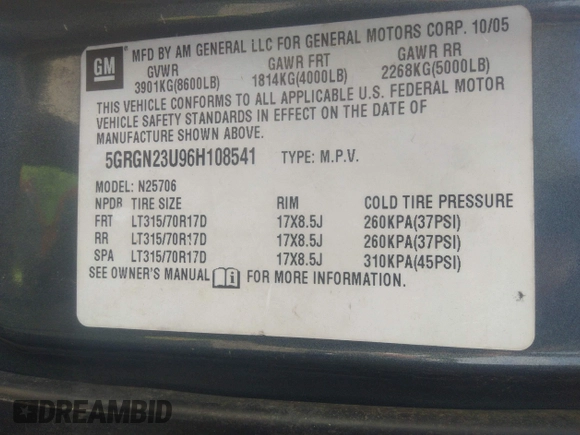 GM
MFD BY AM GENERAL LLC FOR GENERAL MOTORS CORP. 10/05
GVWR GAWR FRT GAWR RR
3901KG(8600LB) 1814KG(4000LB) 2268KG(5000LB)
THIS VEHICLE CONFORMS TO ALL APPLICABLE U.S. FEDERAL MOTOR
VEHICLE SAFETY STANDARDS IN EFFECT ON THE DATE OF
MANUFACTURE SHOWN ABOVE.
5GRGN23U96H108541 TYPE: M.P.V.
MODEL: N25706
NPDB TIRE SIZE RIM COLD TIRE PRESSURE
FRT LT315/70R17D 17X8.5J 260KPA(37PSI)
RR LT315/70R17D 17X8.5J 260KPA(37PSI)
SPA LT315/70R17D 17X8.5J 310KPA(45PSI)
SEE OWNER'S MANUAL FOR MORE INFORMATION.
DREAMBID